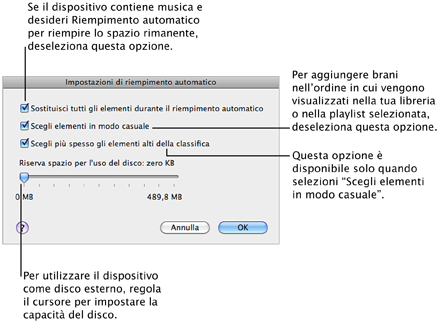 Se il dispositivo contiene musica e
desideri Riempimento automatico
per riempire lo spazio rimanente,
deseleziona questa opzione.
Impostazioni di riempimento automatico
Sostituisci tutti gli elementi durante il riempimento automatico
Scegli elementi in modo casuale
Scegli più spesso gli elementi alti della classifica
Riserva spazio per l'uso del disco: zero KB
0 MB
489,8 MB
?
Annulla
OK
Per aggiungere brani
nell'ordine in cui vengono
visualizzati nella tua libreria
o nella playlist selezionata,
deseleziona questa opzione.
Questa opzione è
disponibile solo quando
selezioni "Scegli elementi
in modo casuale".
Per utilizzare il dispositivo
come disco esterno, regola
il cursore per impostare la
capacità del disco.